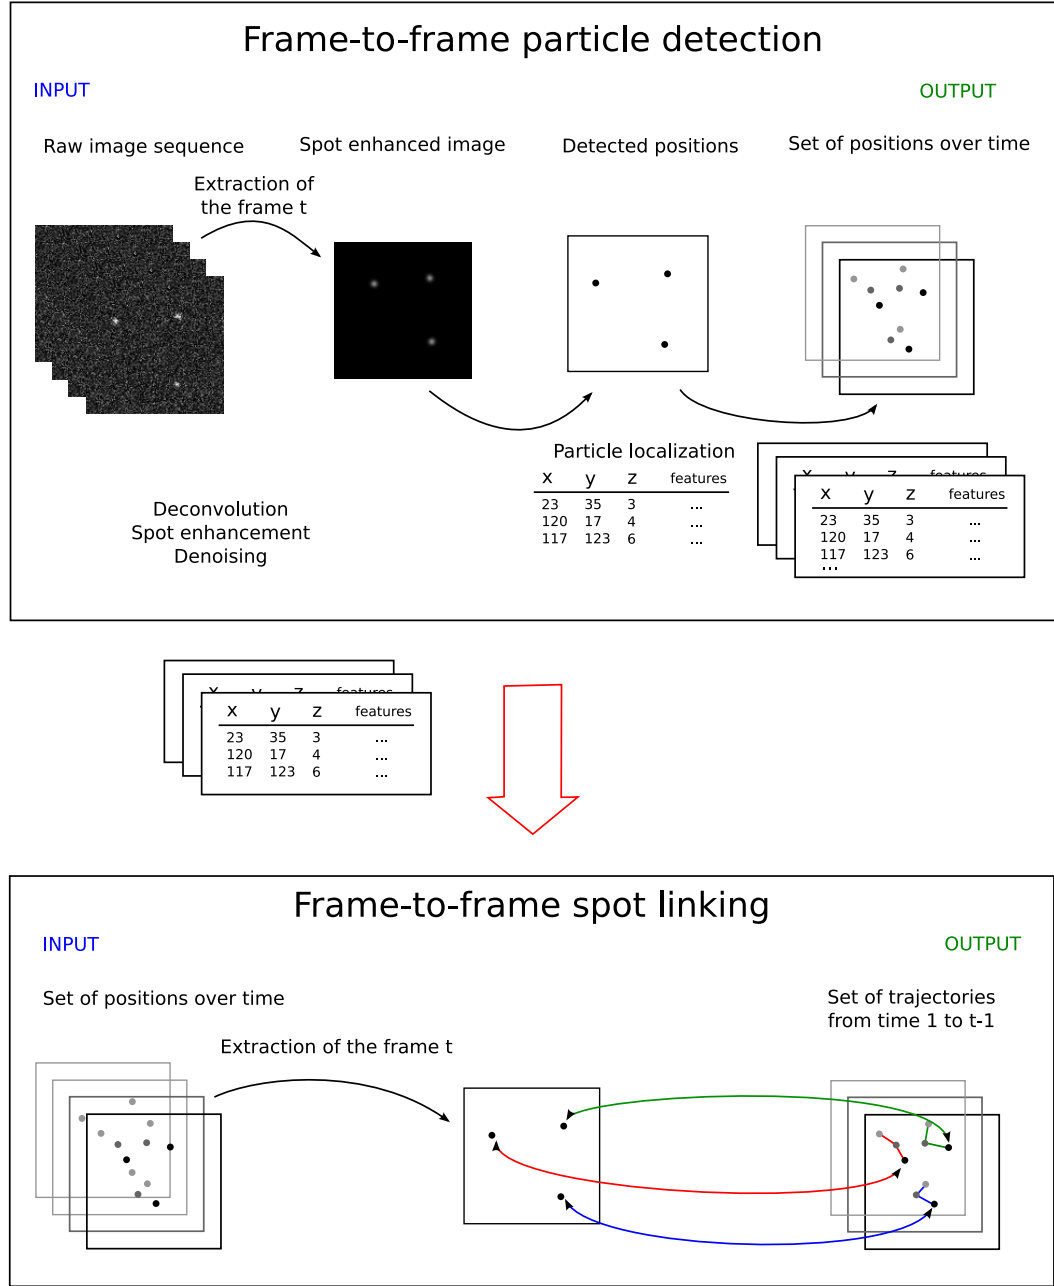 Frame-to-frame particle detection
INPUT
OUTPUT
Raw image sequence
Spot enhanced image
Detected positions
Set of positions over time
Extraction of
the frame t
Deconvolution
Spot enhancement
Denoising
Particle localization
x y z features
23 35 3 ...
120 17 4 ...
117 123 6 ...
x y z features
x y z features
23 35 3 ...
120 17 4 ...
117 123 6 ...
...
x y z features
x y z features
23 35 3 ...
120 17 4 ...
117 123 6 ...
Frame-to-frame spot linking
INPUT
OUTPUT
Set of positions over time
Set of trajectories
from time 1 to t-1
Extraction of the frame t